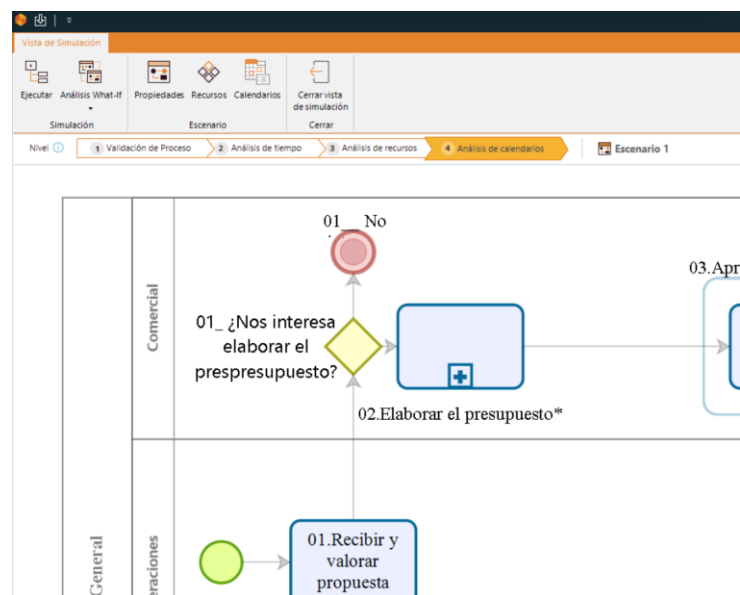 Vista de Simulación
Ejecutar
Análisis What-If
Propiedades
Recursos
Calendarios
Cerrar vista
de simulación
Simulación
Escenario
Cerrar
Nivel
1 Validación de Proceso
2 Análisis de tiempo
3 Análisis de recursos
4 Análisis de calendarios
Escenario 1
01__ No
03.Apr
Comercial
01_ ¿Nos interesa
elaborar el
prespresupuesto?
02.Elaborar el presupuesto*
General
eraciones
01.Recibir y
valorar
propuesta